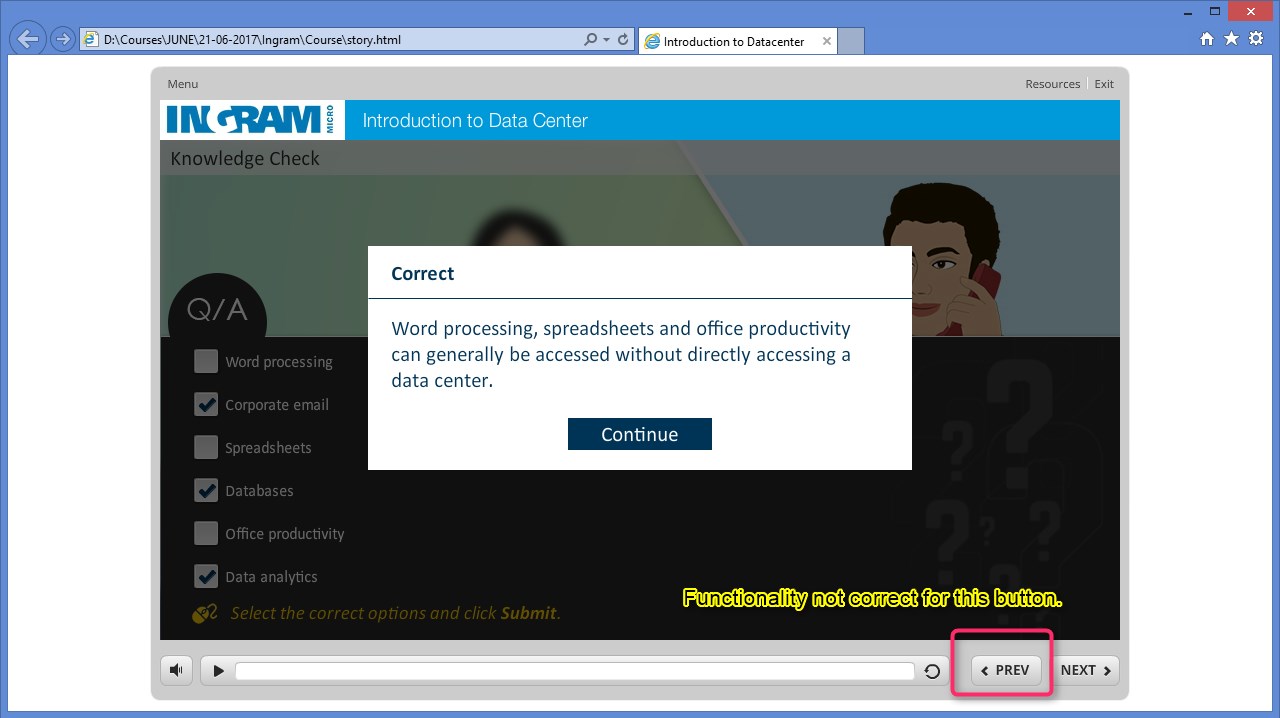 D:\Courses\JUNE\21-06-2017\Ingram\Course\story.html
Introduction to Datacenter
Menu
Resources
Exit
INGRAM MICRO
Introduction to Data Center
Knowledge Check
Q/A
Correct
Word processing, spreadsheets and office productivity
can generally be accessed without directly accessing a
data center.
Continue
Word processing
Corporate email
Spreadsheets
Databases
Office productivity
Data analytics
Select the correct options and click Submit.
Functionality not correct for this button.
PREV
NEXT